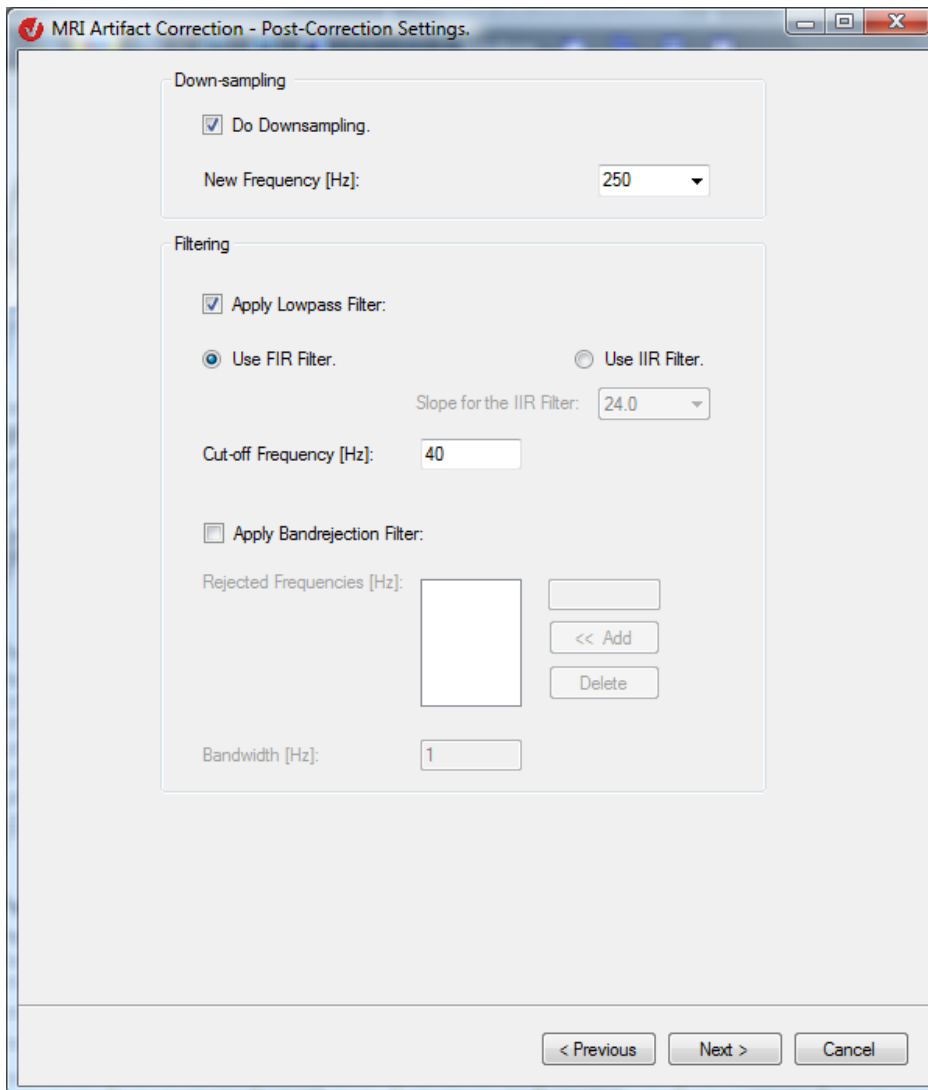 MRI Artifact Correction - Post-Correction Settings.
Down-sampling
Do Downsampling.
New Frequency [Hz]: 250
Filtering
Apply Lowpass Filter:
Use FIR Filter. Use IIR Filter.
Slope for the IIR Filter: 24.0
Cut-off Frequency [Hz]: 40
Apply Bandrejection Filter:
Rejected Frequencies [Hz]:
<< Add
Delete
Bandwidth [Hz]: 1
< Previous Next > Cancel